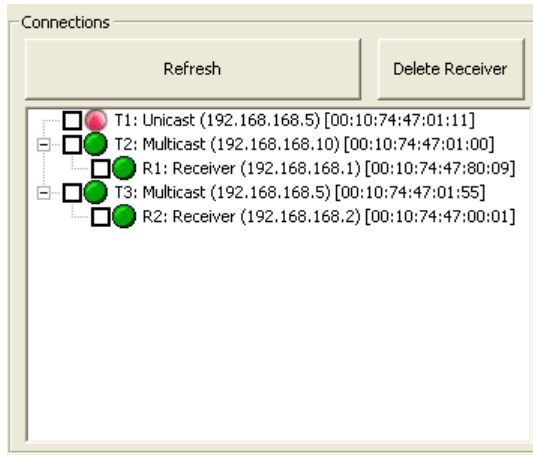 Connections
Refresh
Delete Receiver
T1: Unicast (192.168.168.5) [00:10:74:47:01:11]
T2: Multicast (192.168.168.10) [00:10:74:47:01:00]
R1: Receiver (192.168.168.1) [00:10:74:47:80:09]
T3: Multicast (192.168.168.5) [00:10:74:47:01:55]
R2: Receiver (192.168.168.2) [00:10:74:47:00:01]